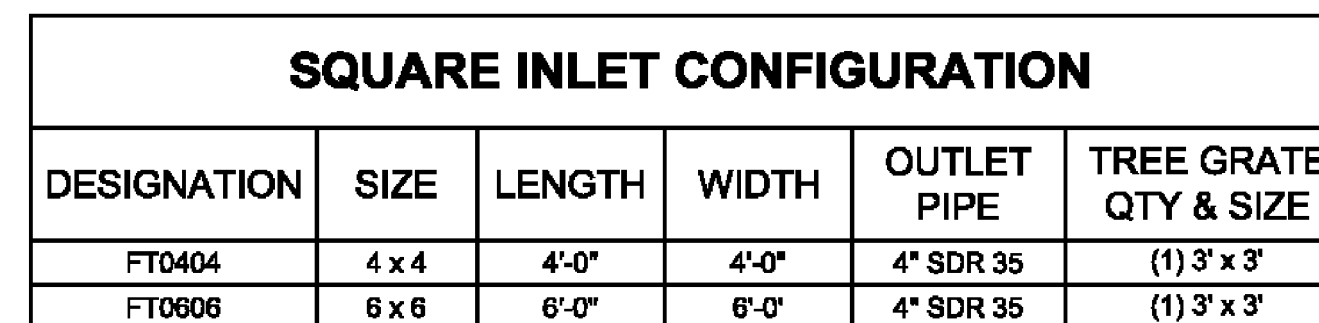 SQUARE INLET CONFIGURATION
DESIGNATION SIZE LENGTH WIDTH OUTLET PIPE TREE GRATE QTY & SIZE
FT0404 4 x 4 4'-0" 4'-0" 4" SDR 35 (1) 3' x 3'
FT0606 6 x 6 6'-0" 6'-0' 4" SDR 35 (1) 3' x 3'